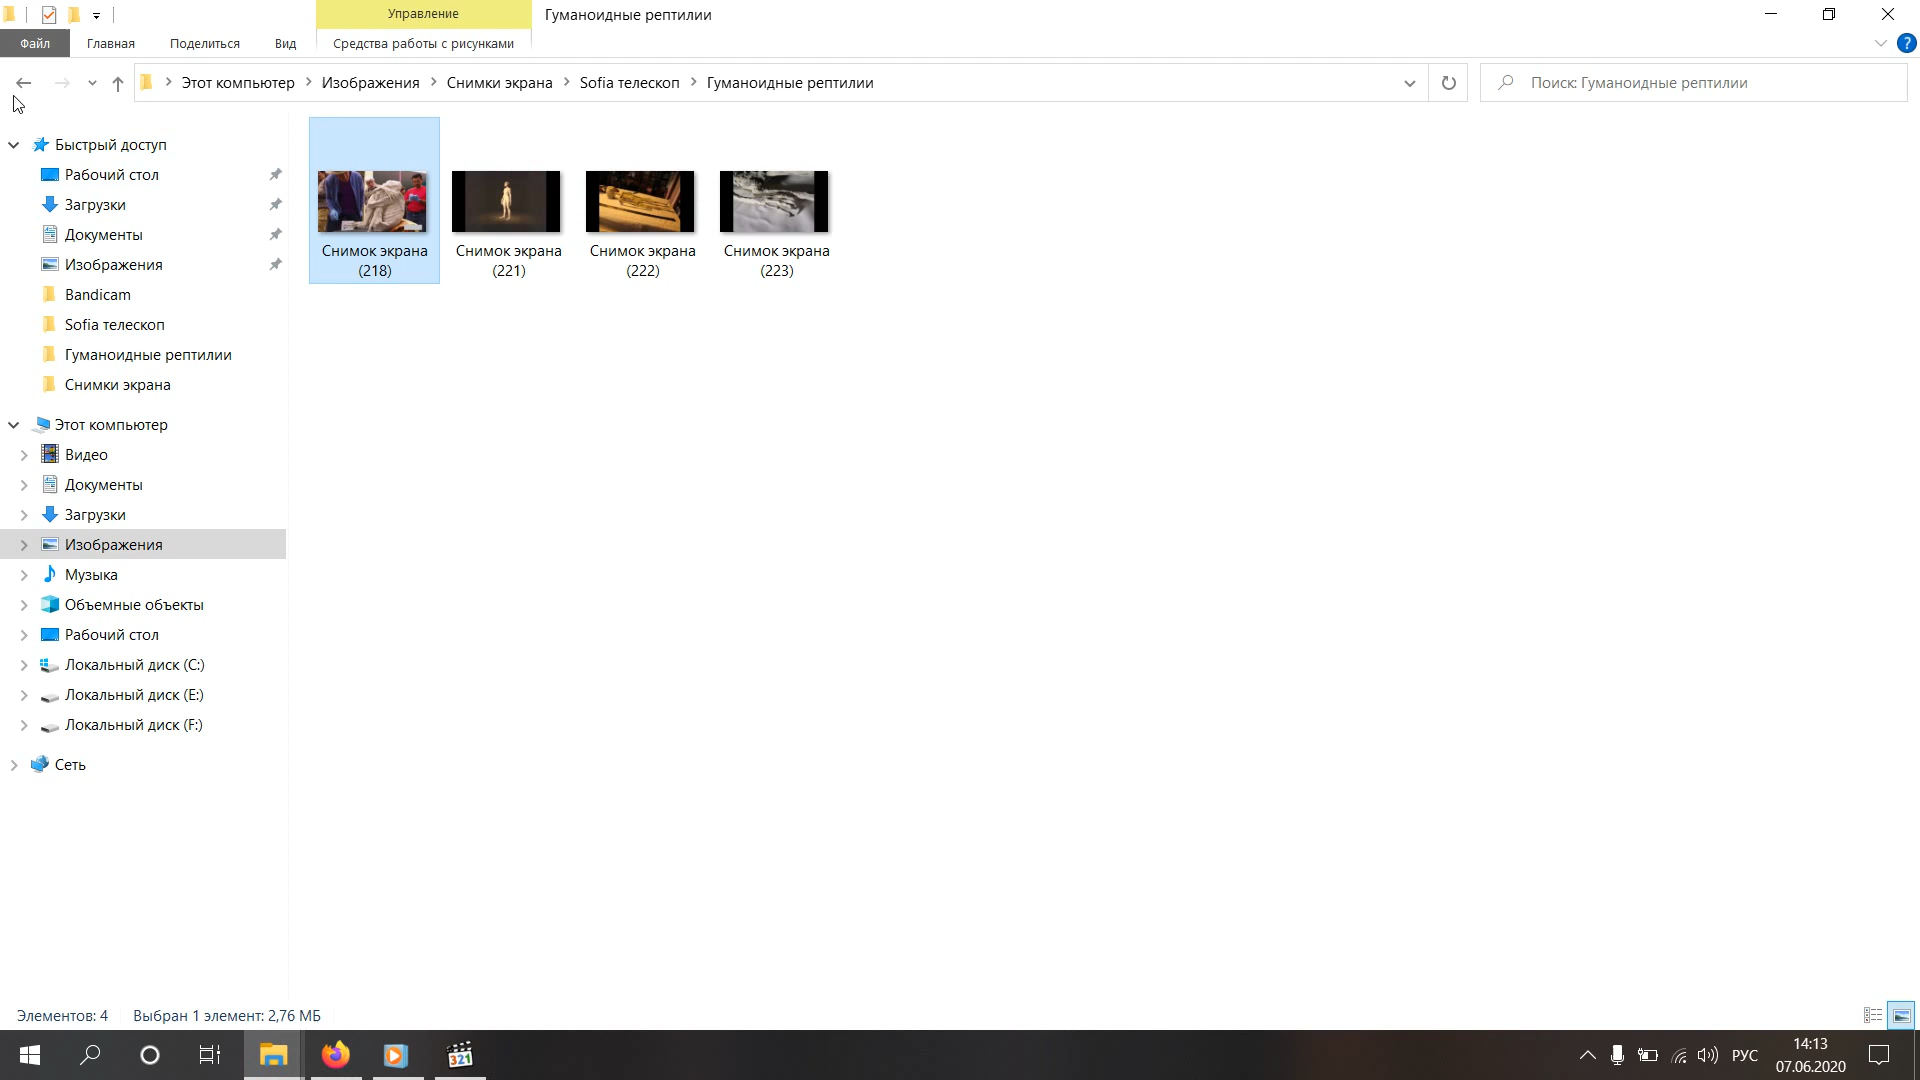 Управление
Гуманоидные рептилии
Файл
Главная
Поделиться
Вид
Средства работы с рисунками
?
Этот компьютер
Изображения
Снимки экрана
Sofia телескоп
Гуманоидные рептилии
Поиск: Гуманоидные рептилии
Быстрый доступ
Рабочий стол
Загрузки
Документы
Изображения
Bandicam
Sofia телескоп
Гуманоидные рептилии
Снимки экрана
Этот компьютер
Видео
Документы
Загрузки
Изображения
Музыка
Объемные объекты
Рабочий стол
Локальный диск (C:)
Локальный диск (E:)
Локальный диск (F:)
Сеть
Снимок экрана
(218)
Снимок экрана
(221)
Снимок экрана
(222)
Снимок экрана
(223)
Элементов: 4
Выбран 1 элемент: 2,76 МБ
321
РУС
14:13
07.06.2020